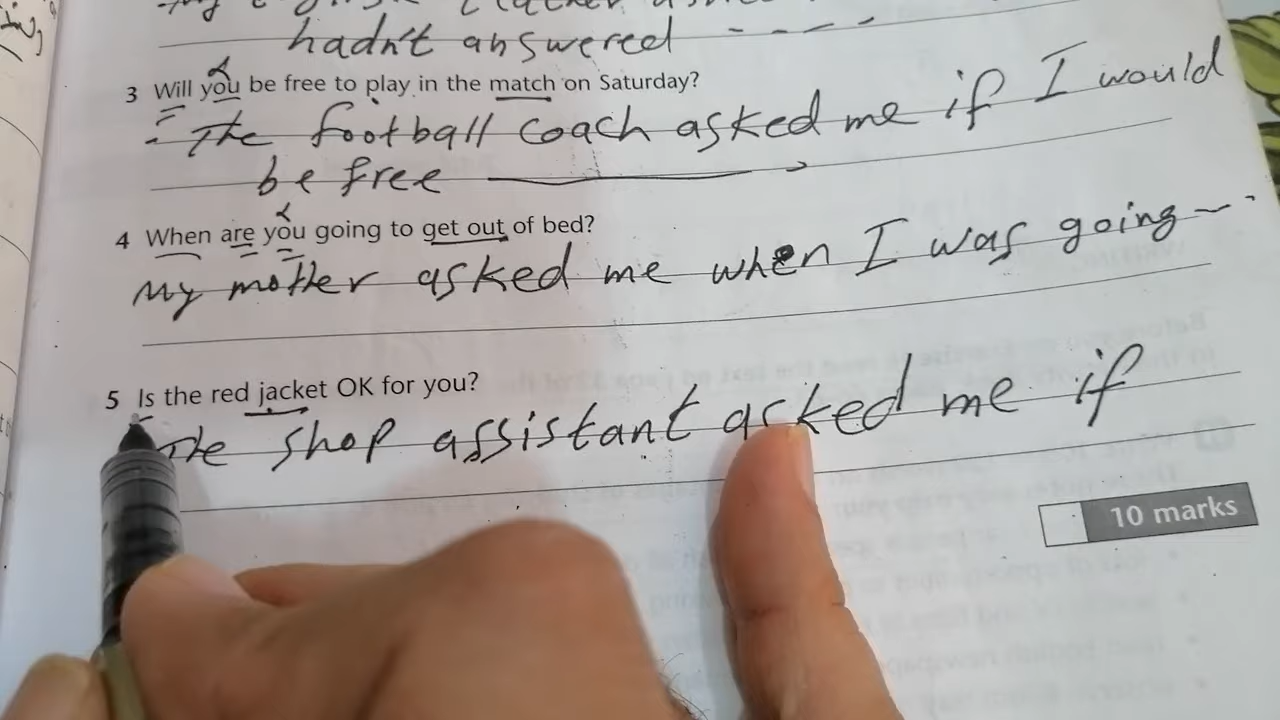 hadn't answered - - - -
3 Will you be free to play in the match on Saturday?
The football coach asked me if I would
be free
4 When are you going to get out of bed?
My mother asked me when I was going
5 Is the red jacket OK for you?
The shop assistant asked me if
10 marks